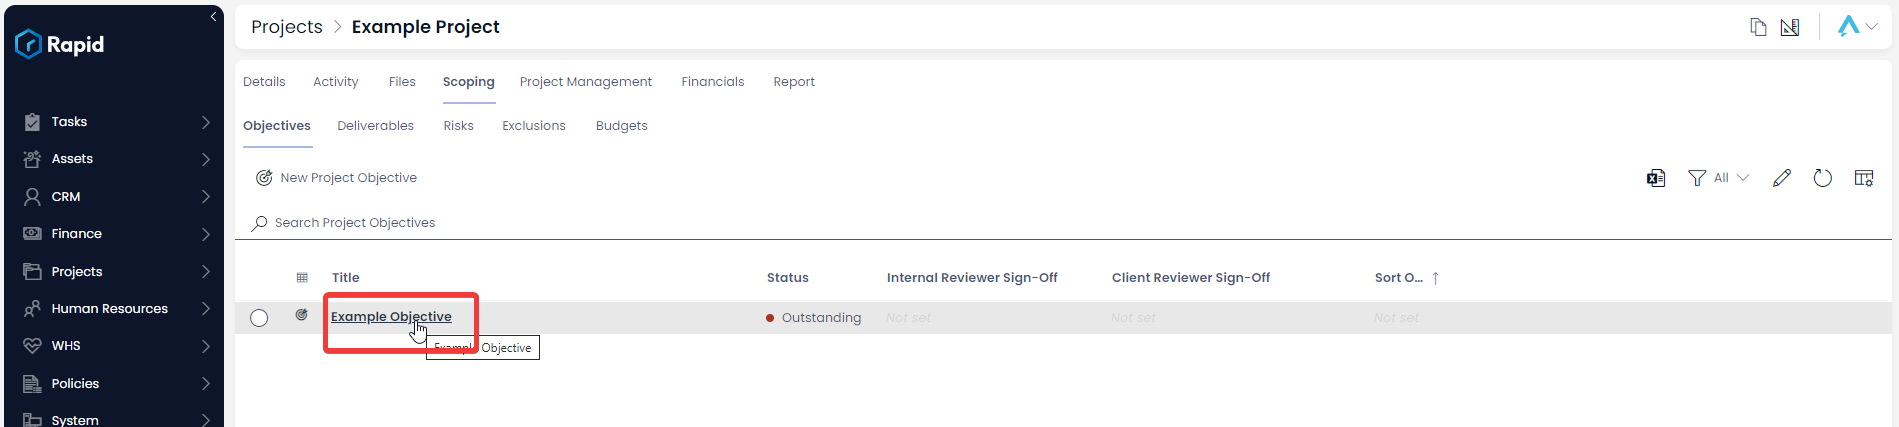 Rapid
Tasks
Assets
CRM
Finance
Projects
Human Resources
WHS
Policies
System
Projects > Example Project
Details Activity Files Scoping Project Management Financials Report
Objectives Deliverables Risks Exclusions Budgets
New Project Objective
All
Search Project Objectives
Title Status Internal Reviewer Sign-Off Client Reviewer Sign-Off Sort O... ↑
Example Objective Outstanding Not set Not set Not set
Example Objective